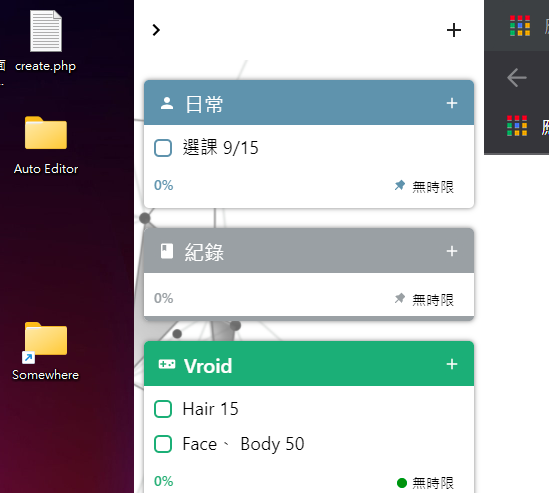 create.php
面
Auto Editor
Somewhere
日常
選課 9/15
0%
無時限
紀錄
0%
無時限
Vroid
Hair 15
Face、 Body 50
0%
無時限